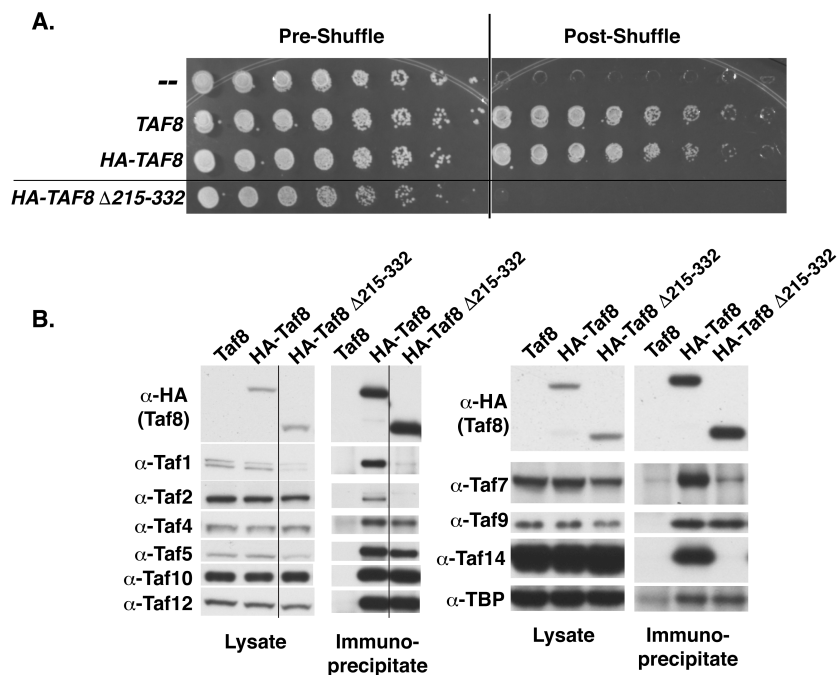 A.
Pre-Shuffle
Post-Shuffle
--
TAF8
HA-TAF8
HA-TAF8 Δ215-332
B.
Taf8
HA-Taf8
HA-Taf8 Δ215-332
Taf8
HA-Taf8
HA-Taf8 Δ215-332
α-HA
(Taf8)
α-Taf1
α-Taf2
α-Taf4
α-Taf5
α-Taf10
α-Taf12
Lysate
Immuno-
precipitate
Taf8
HA-Taf8
HA-Taf8 Δ215-332
Taf8
HA-Taf8
HA-Taf8 Δ215-332
α-HA
(Taf8)
α-Taf7
α-Taf9
α-Taf14
α-TBP
Lysate
Immuno-
precipitate